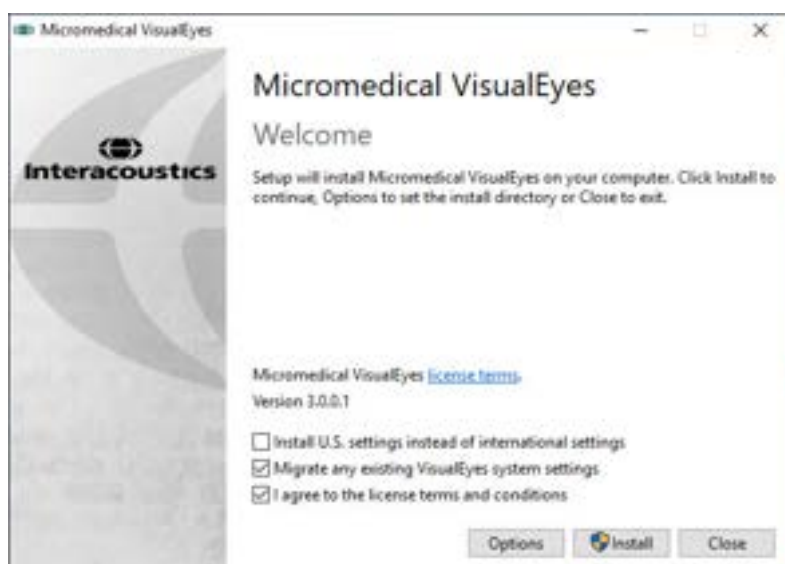 Micromedical VisualEyes
Interacoustics
Micromedical VisualEyes
Welcome
Setup will install Micromedical VisualEyes on your computer. Click Install to
continue, Options to set the install directory or Close to exit.
Micromedical VisualEyes license terms.
Version 3.0.0.1
Install U.S. settings instead of international settings
Migrate any existing VisualEyes system settings
I agree to the license terms and conditions
Options Install Close